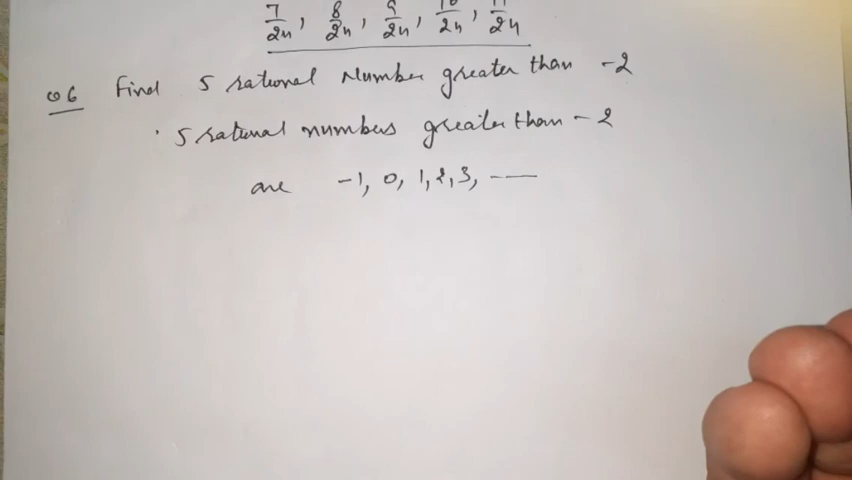 7/24, 8/24, 9/24, 10/24, 11/24
Q6 Find 5 rational Number greater than -2
5 rational numbers greater than -2
are -1, 0, 1, 2, 3, ——